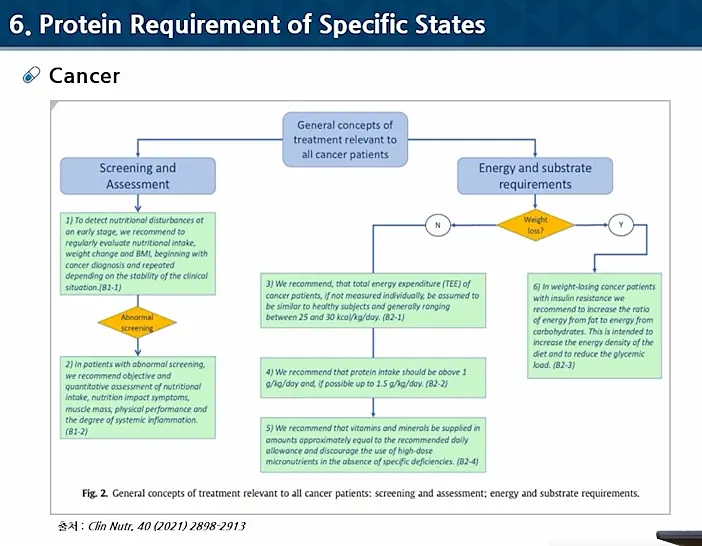 6. Protein Requirement of Specific States
Cancer
General concepts of
treatment relevant to
all cancer patients
Screening and
Assessment
Energy and substrate
requirements
1) To detect nutritional disturbances at
an early stage, we recommend to
regularly evaluate nutritional intake,
weight change and BMI, beginning with
cancer diagnosis and repeated
depending on the stability of the clinical
situation.(B1-1)
Abnormal
screening
2) In patients with abnormal screening,
we recommend objective and
quantitative assessment of nutritional
intake, nutrition impact symptoms,
muscle mass, physical performance and
the degree of systemic inflammation.
(B1-2)
Weight
loss?
N
Y
3) We recommend, that total energy expenditure (TEE) of
cancer patients, if not measured individually, be assumed to
be similar to healthy subjects and generally ranging
between 25 and 30 kcal/kg/day. (B2-1)
4) We recommend that protein intake should be above 1
g/kg/day and, if possible up to 1.5 g/kg/day. (B2-2)
5) We recommend that vitamins and minerals be supplied in
amounts approximately equal to the recommended daily
allowance and discourage the use of high-dose
micronutrients in the absence of specific deficiencies. (B2-4)
6) In weight-losing cancer patients
with insulin resistance we
recommend to increase the ratio
of energy from fat to energy from
carbohydrates. This is intended to
increase the energy density of the
diet and to reduce the glycemic
load. (B2-3)
Fig. 2. General concepts of treatment relevant to all cancer patients: screening and assessment; energy and substrate requirements.
출처 : Clin Nutr, 40 (2021) 2898-2913